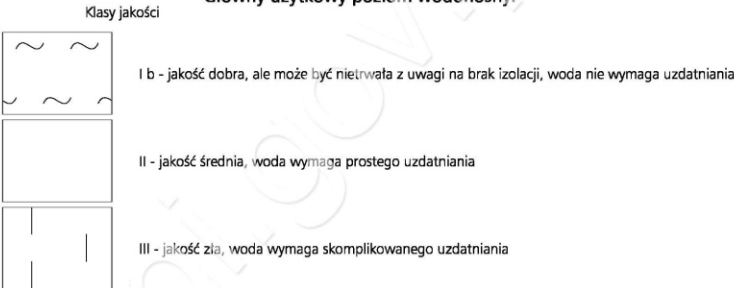 Główny użytkowy poziom wodonośny:
Klasy jakości
I b - jakość dobra, ale może być nietrwała z uwagi na brak izolacji, woda nie wymaga uzdatniania
II - jakość średnia, woda wymaga prostego uzdatniania
III - jakość zła, woda wymaga skomplikowanego uzdatniania